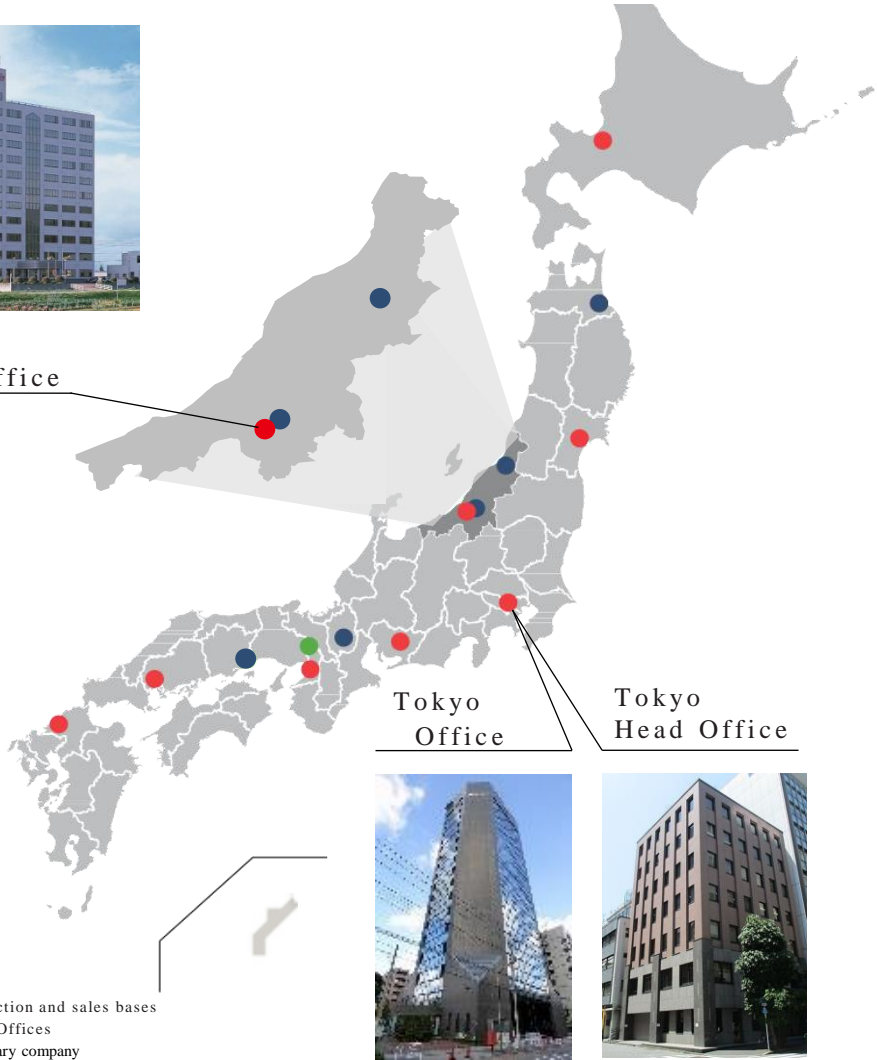 ffice
Tokyo
Office
Tokyo
Head Office
ction and sales bases
Offices
ary company